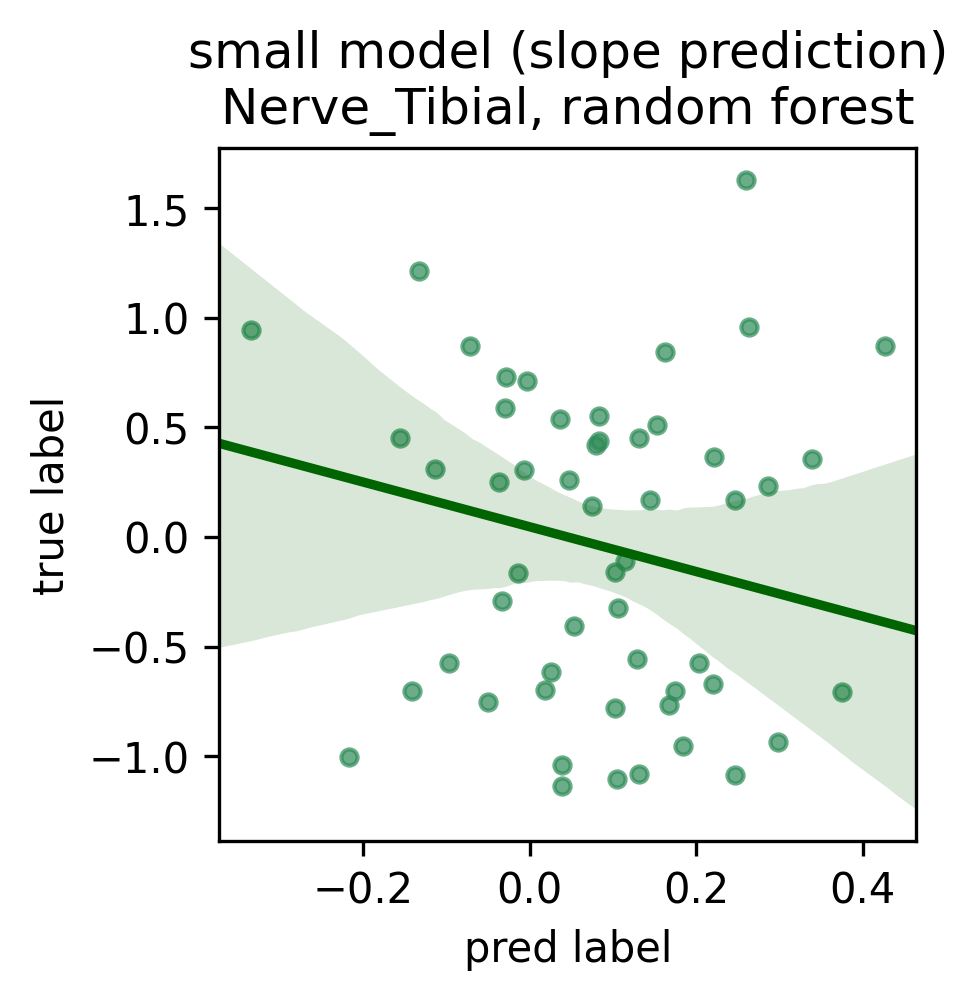 small model (slope prediction)
Nerve_Tibial, random forest
1.5
1.0
0.5
0.0
−0.5
−1.0
true label
−0.2
0.0
0.2
0.4
pred label